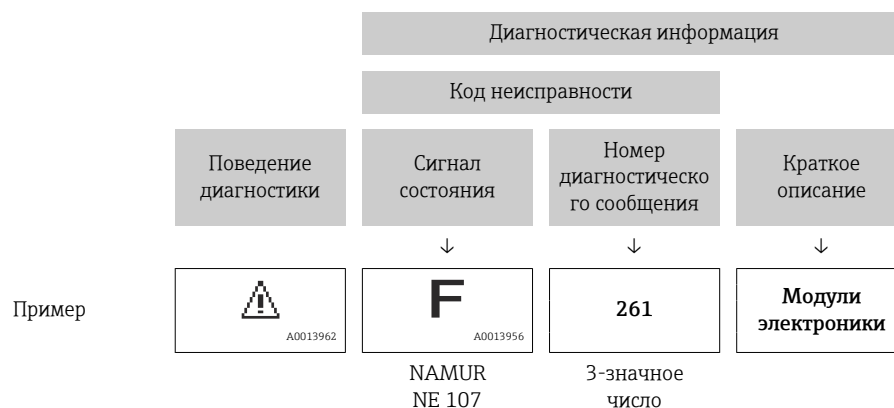 Диагностическая информация
Код неисправности
Поведение
диагностики
Сигнал
состояния
Номер
диагностическо
го сообщения
Краткое
описание
↓
↓
↓
Пример
A0013962
F
A0013956
261
Модули
электроники
NAMUR
NE 107
3-значное
число